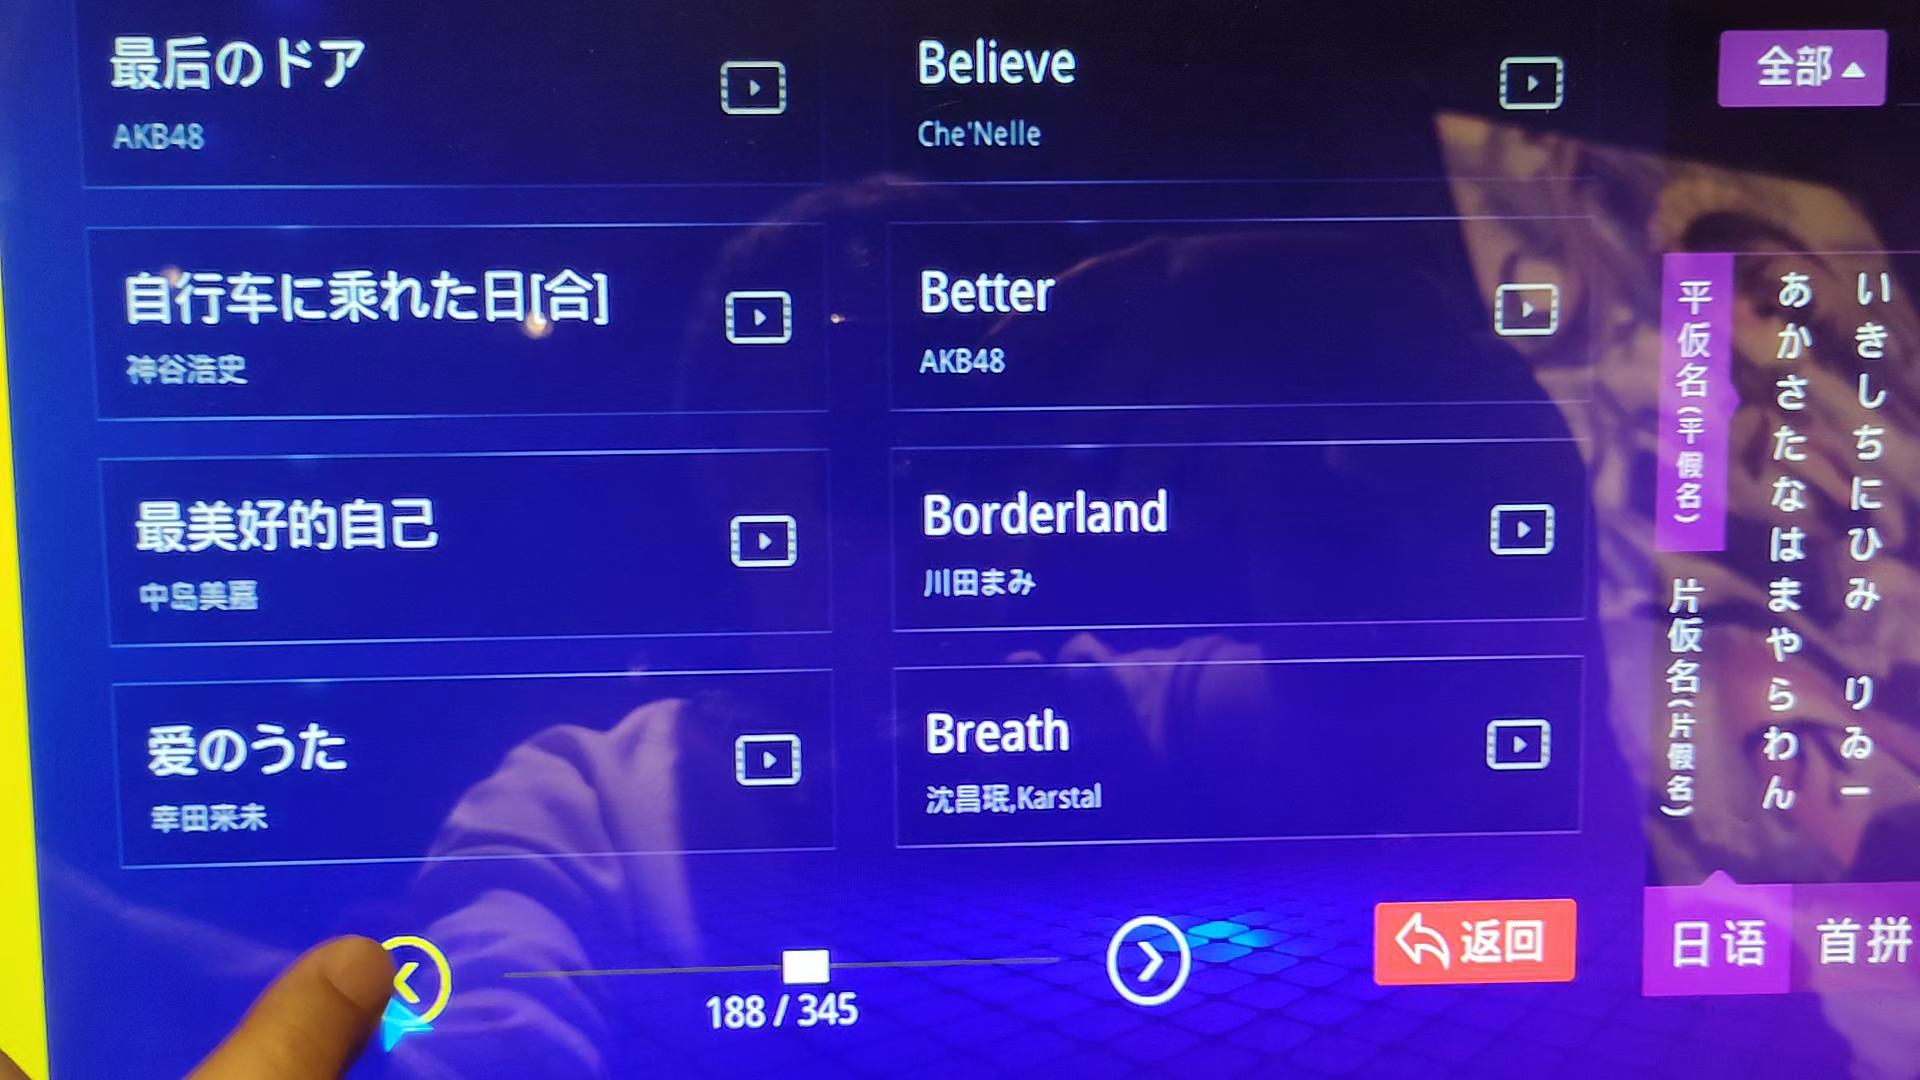 最后のドア
AKB48
Believe
Che'Nelle
自行车に乘れた日[合]
神谷浩史
Better
AKB48
最美好的自己
中岛美嘉
Borderland
川田まみ
爱のうた
幸田来未
Breath
沈昌珉,Karstal
188 / 345
返回
全部
平仮名(平假名)
片仮名(片假名)
あかさたなはまやらわん
いきしちにひみ りゐー
日语
首拼